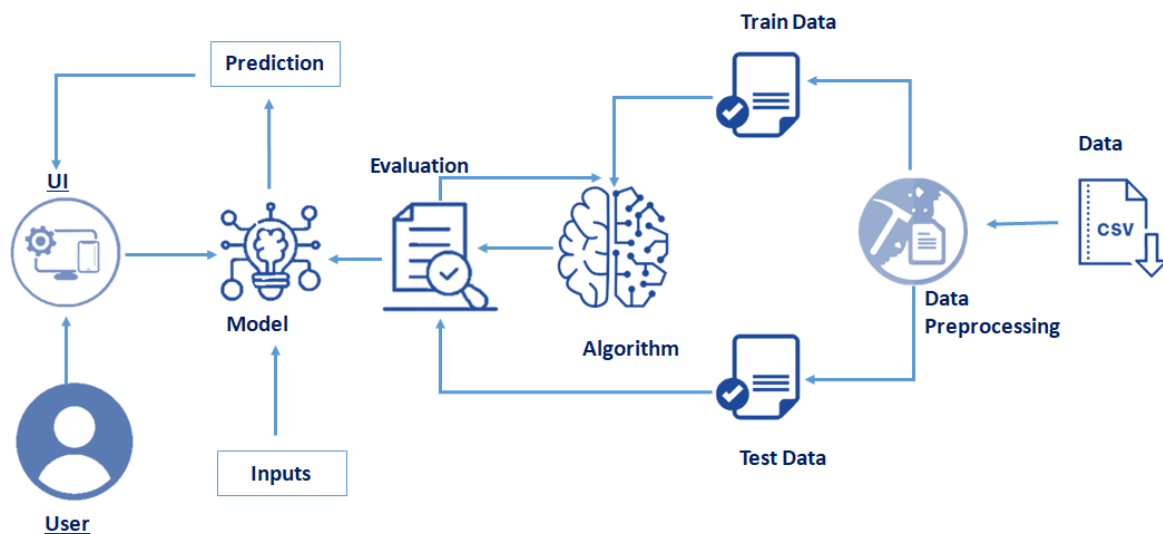 Train Data
Prediction
Data
Evaluation
UI
CSV
Model
Data
Preprocessing
Algorithm
Test Data
Inputs
User